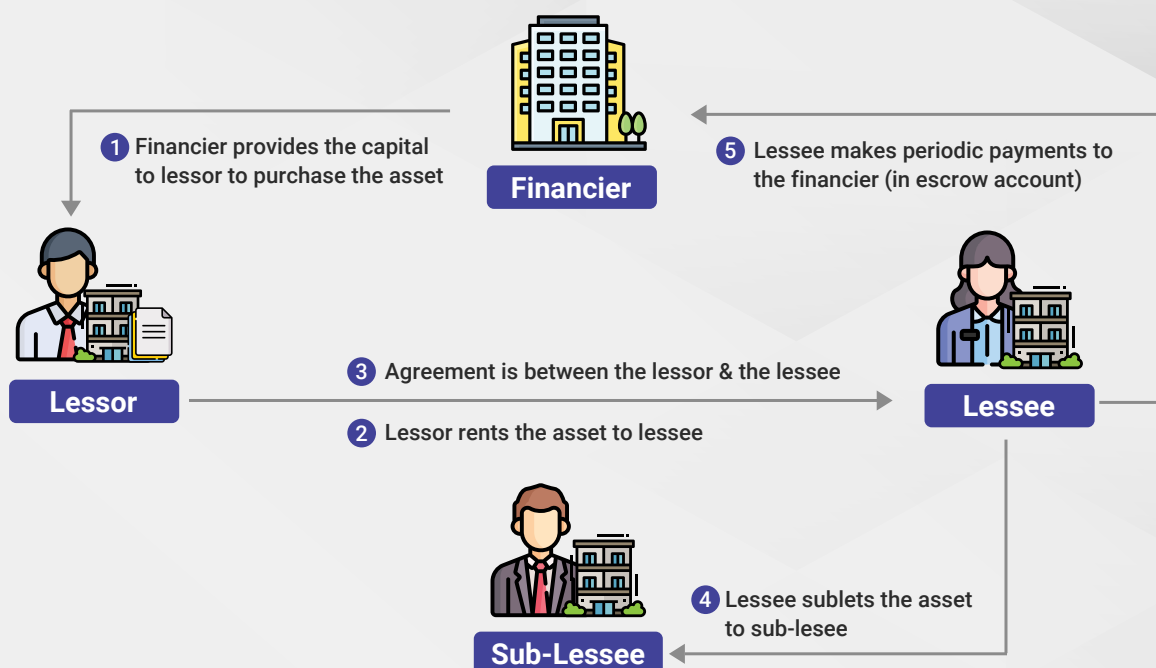 1 Financier provides the capital
to lessor to purchase the asset
Financier
5 Lessee makes periodic payments to
the financier (in escrow account)
Lessor
3 Agreement is between the lessor & the lessee
2 Lessor rents the asset to lessee
Lessee
4 Lessee sublets the asset
to sub-lesee
Sub-Lessee